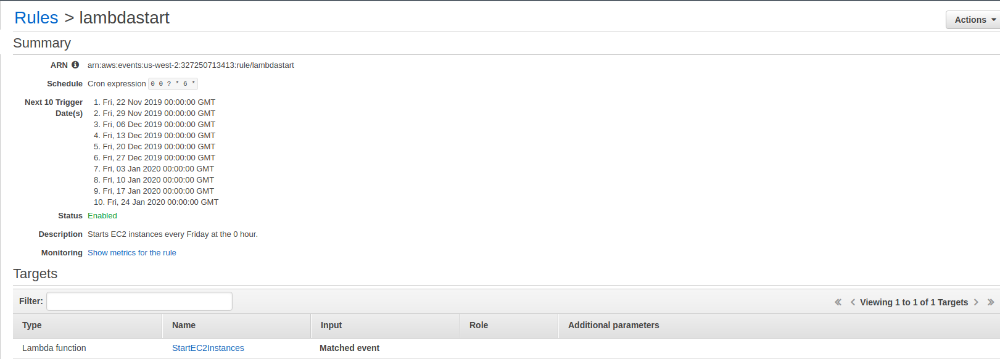 Rules > lambdastart
Actions
Summary
ARN arn:aws:events:us-west-2:327250713413:rule/lambdastart
Schedule Cron expression 0 0 ? * 6 *
Next 10 Trigger Date(s)
1. Fri, 22 Nov 2019 00:00:00 GMT
2. Fri, 29 Nov 2019 00:00:00 GMT
3. Fri, 06 Dec 2019 00:00:00 GMT
4. Fri, 13 Dec 2019 00:00:00 GMT
5. Fri, 20 Dec 2019 00:00:00 GMT
6. Fri, 27 Dec 2019 00:00:00 GMT
7. Fri, 03 Jan 2020 00:00:00 GMT
8. Fri, 10 Jan 2020 00:00:00 GMT
9. Fri, 17 Jan 2020 00:00:00 GMT
10. Fri, 24 Jan 2020 00:00:00 GMT
Status Enabled
Description Starts EC2 instances every Friday at the 0 hour.
Monitoring Show metrics for the rule
Targets
Filter: « < Viewing 1 to 1 of 1 Targets > »
Type Name Input Role Additional parameters
Lambda function StartEC2Instances Matched event